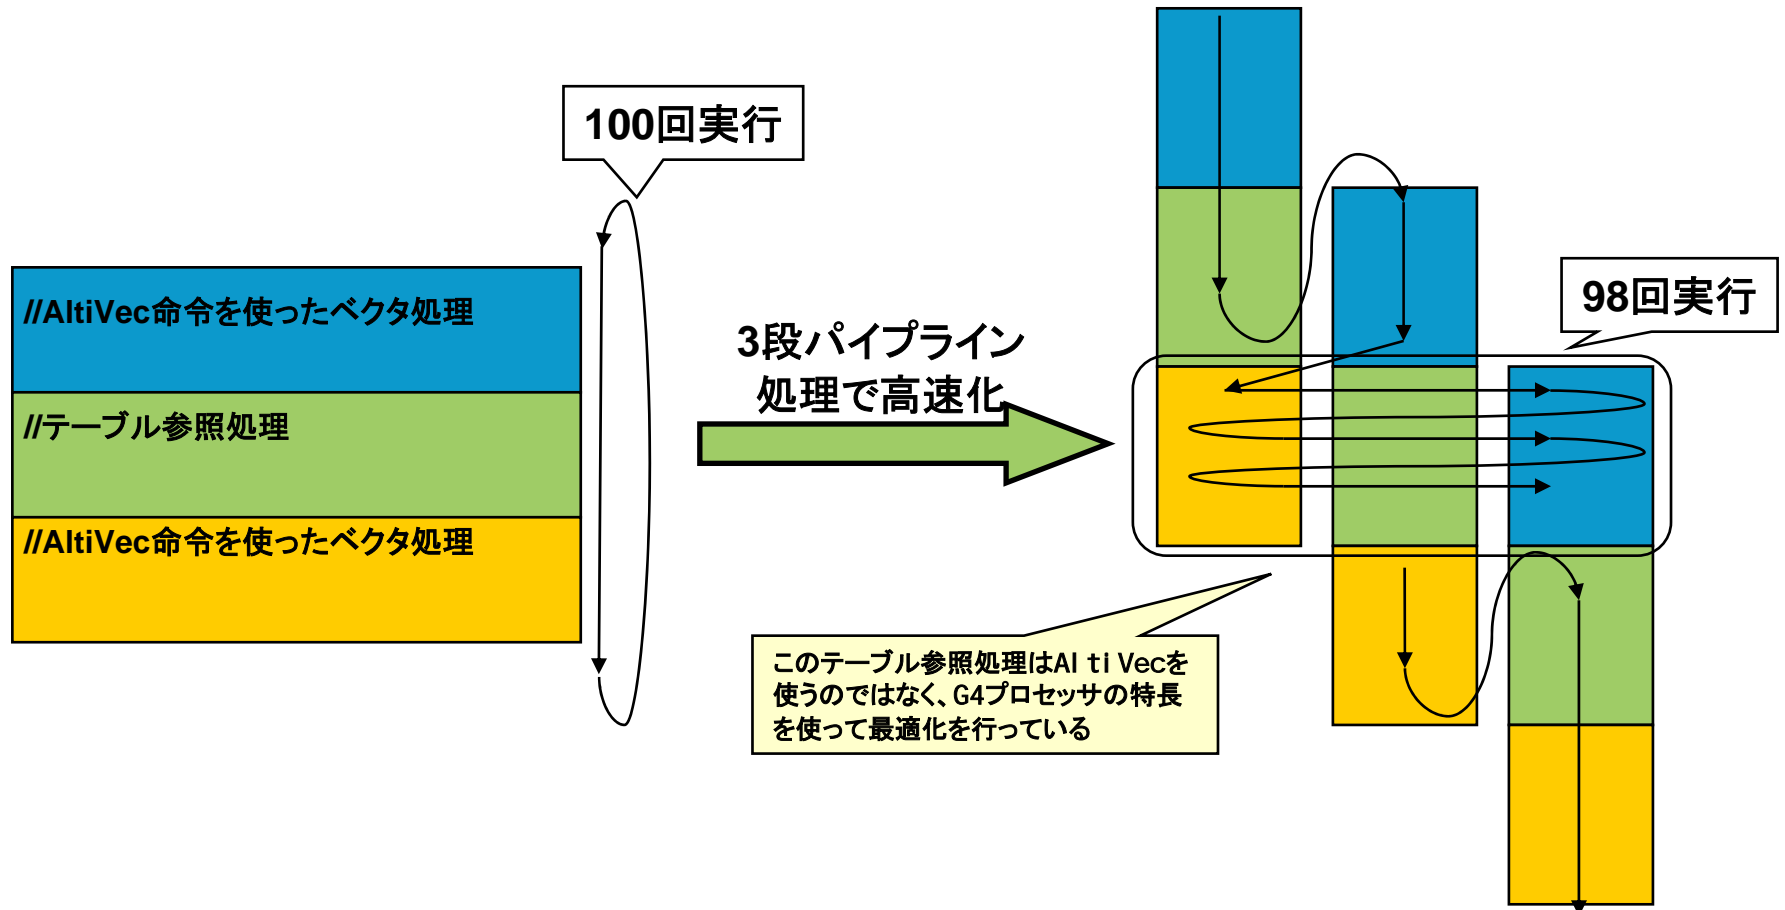 100回実行
//AltiVec命令を使ったベクタ処理
//テーブル参照処理
//AltiVec命令を使ったベクタ処理
3段パイプライン
処理で高速化
98回実行
このテーブル参照処理はAltiVecを
使うのではなく、G4プロセッサの特長
を使って最適化を行っている